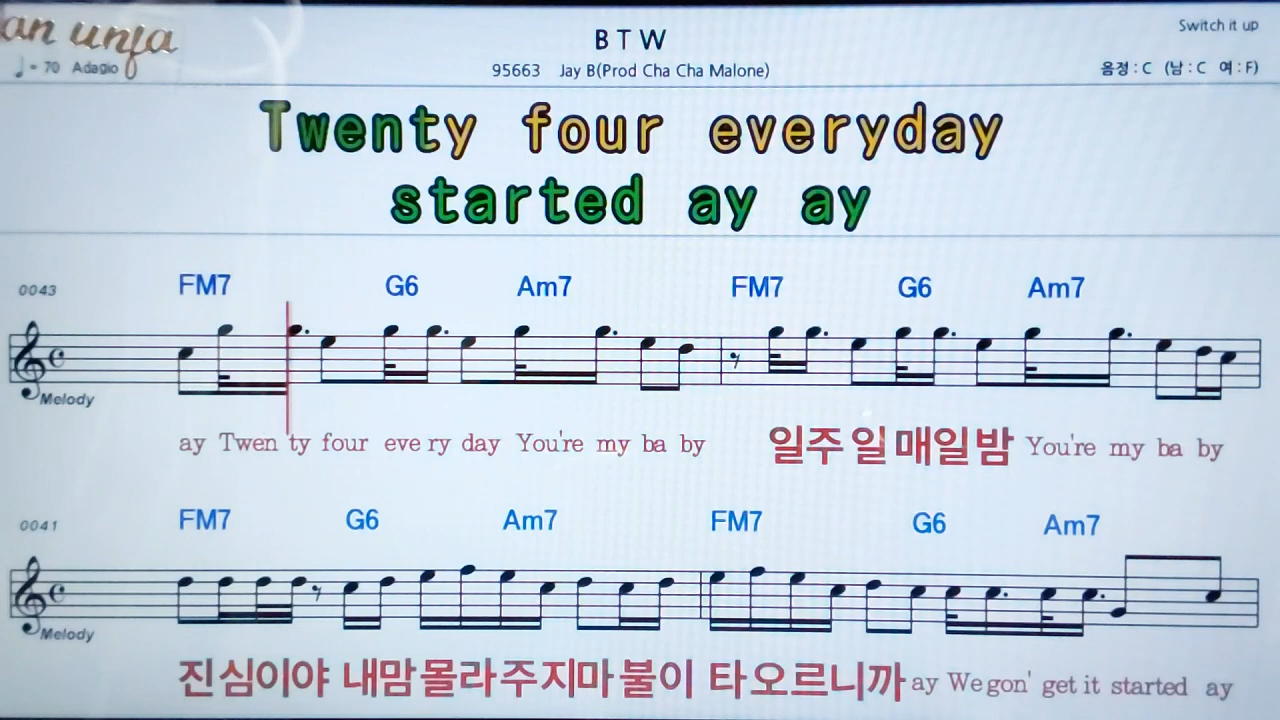 an unja
Switch it up
BTW
♩= 70 Adagio
95663 Jay B(Prod Cha Cha Malone)
음정 : C (남 : C 여 : F)
Twenty four everyday
started ay ay
0043 FM7 G6 Am7 FM7 G6 Am7
Melody
ay Twen ty four eve ry day You're my ba by 일주일매일밤 You're my ba by
0041 FM7 G6 Am7 FM7 G6 Am7
Melody
진심이야 내맘몰라주지마불이 타오르니까 ay We gon' get it started ay